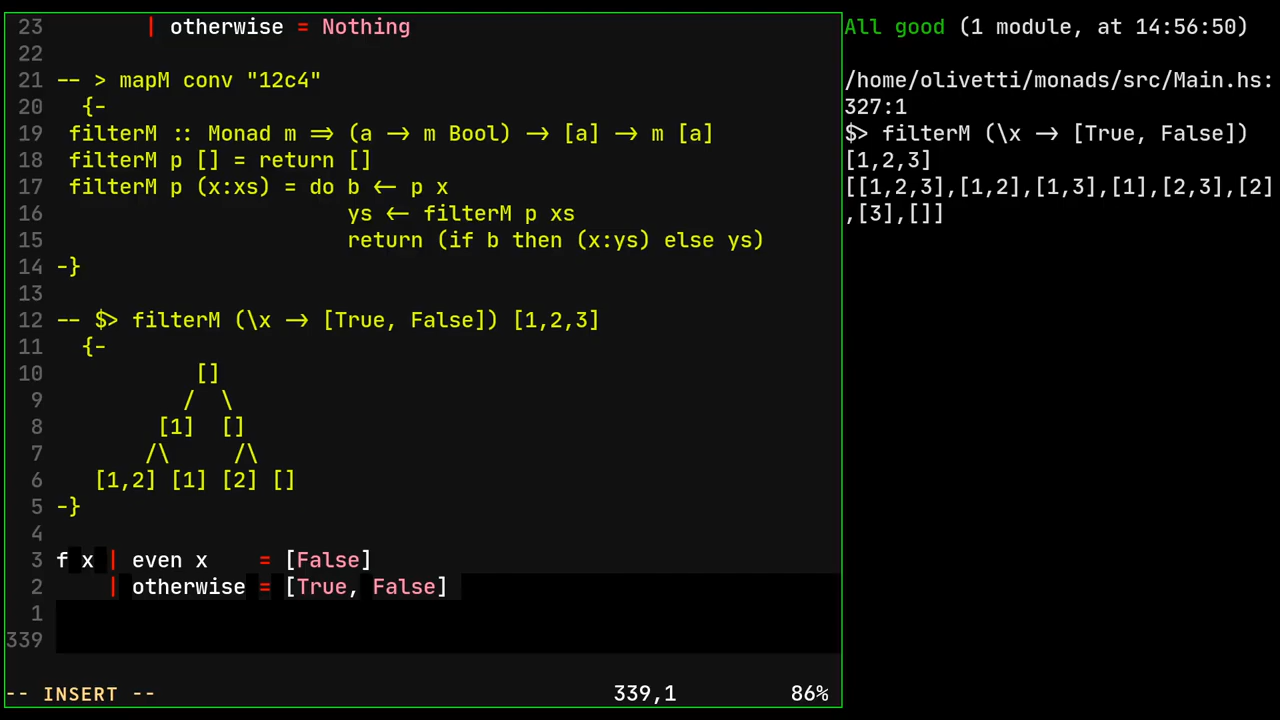 23         | otherwise = Nothing
22
21 -- > mapM conv "12c4"
20   {-
19  filterM :: Monad m => (a -> m Bool) -> [a] -> m [a]
18  filterM p [] = return []
17  filterM p (x:xs) = do b <- p x
16                        ys <- filterM p xs
15                        return (if b then (x:ys) else ys)
14 -}
13
12 -- $> filterM (\x -> [True, False]) [1,2,3]
11   {-
10            []
9           /  \
8         [1]  []
7        /\     /\
6    [1,2] [1] [2] []
5 -}
4
3 f x | even x    = [False]
2     | otherwise = [True, False]
1
339
-- INSERT --                                    339,1         86%
All good (1 module, at 14:56:50)
/home/olivetti/monads/src/Main.hs:
327:1
$> filterM (\x -> [True, False])
[1,2,3]
[[1,2,3],[1,2],[1,3],[1],[2,3],[2]
,[3],[]]